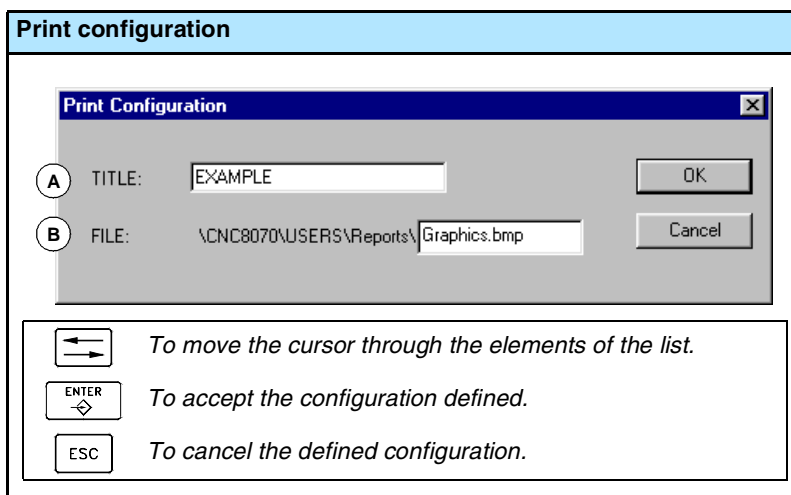 Print configuration
Print Configuration
A TITLE: EXAMPLE OK
B FILE: \CNC8070\USERS\Reports\ Graphics.bmp Cancel
To move the cursor through the elements of the list.
ENTER To accept the configuration defined.
ESC To cancel the defined configuration.